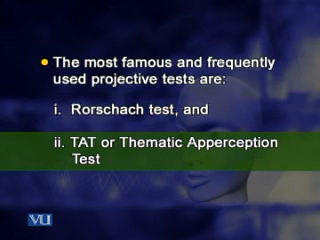 The most famous and frequently
used projective tests are:
i. Rorschach test, and
ii. TAT or Thematic Apperception
Test
VU